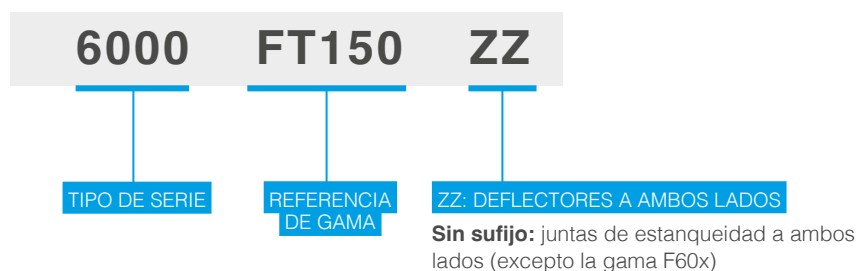 6000 FT150 ZZ
TIPO DE SERIE
REFERENCIA
DE GAMA
ZZ: DEFLECTORES A AMBOS LADOS
Sin sufijo: juntas de estanqueidad a ambos
lados (excepto la gama F60x)